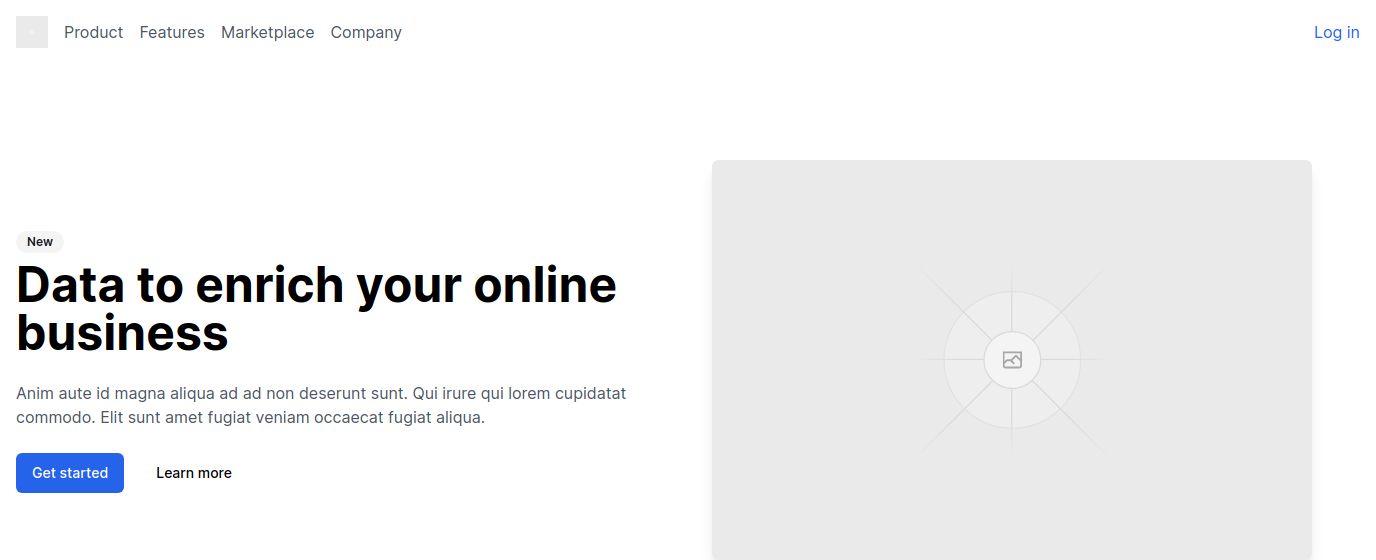 Product Features Marketplace Company Log in
New
Data to enrich your online
business
Anim aute id magna aliqua ad ad non deserunt sunt. Qui irure qui lorem cupidatat
commodo. Elit sunt amet fugiat veniam occaecat fugiat aliqua.
Get started Learn more